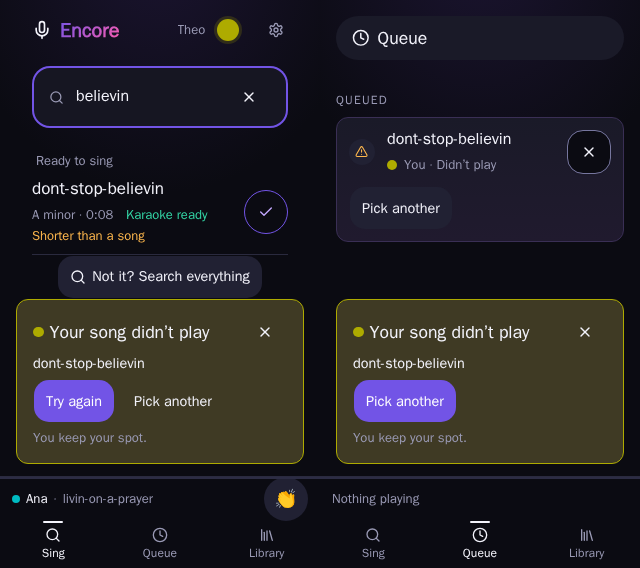 Encore
Theo
believin
Ready to sing
dont-stop-believin
A minor · 0:08 Karaoke ready
Shorter than a song
Not it? Search everything
Your song didn't play
dont-stop-believin
Try again
Pick another
You keep your spot.
Ana · livin-on-a-prayer
Sing
Queue
Library
Queue
QUEUED
dont-stop-believin
You · Didn't play
Pick another
Your song didn't play
dont-stop-believin
Pick another
You keep your spot.
Nothing playing
Sing
Queue
Library